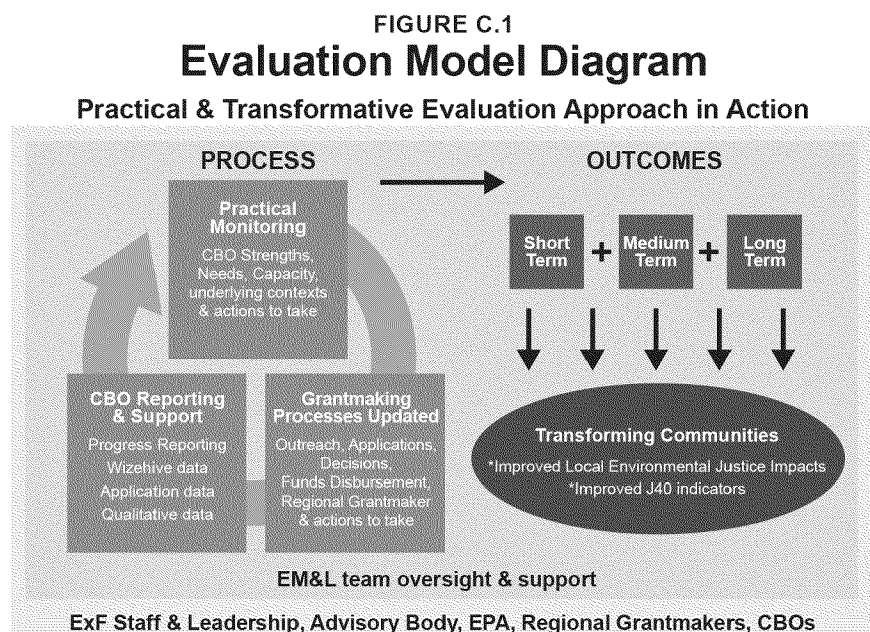 FIGURE C.1
Evaluation Model Diagram
Practical & Transformative Evaluation Approach in Action
PROCESS
Practical
Monitoring
CBO Strengths,
Needs, Capacity,
underlying contexts
& actions to take
CBO Reporting
& Support
Progress Reporting
Wizehive data
Application data
Qualitative data
Grantmaking
Processes Updated
Outreach, Applications,
Decisions,
Funds Disbursement,
Regional Grantmaker
& actions to take
OUTCOMES
Short
Term
+
Medium
Term
+
Long
Term
Transforming Communities
*Improved Local Environmental Justice Impacts
*Improved J40 indicators
EM&L team oversight & support
ExF Staff & Leadership, Advisory Body, EPA, Regional Grantmakers, CBOs